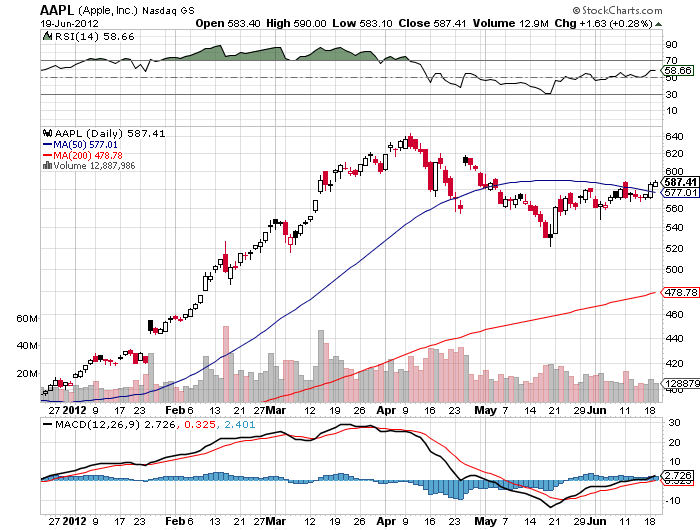 AAPL (Apple, Inc.) Nasdaq GS © StockCharts.com
19-Jun-2012 Open 583.40 High 590.00 Low 583.10 Close 587.41 Volume 12.9M Chg +1.63 (+0.28%)
RSI(14) 58.66
90
70
58.66
50
30
10
AAPL (Daily) 587.41
MA(50) 577.01
MA(200) 478.78
Volume 12,887,986
640
620
600
587.41
577.01
560
540
520
500
478.78
460
440
420
400
60M
40M
20M
128879
27 2012 9 17 23 Feb 6 13 21 27 Mar 12 19 26 Apr 9 16 23 May 7 14 21 29 Jun 11 18
MACD(12,26,9) 2.726, 0.325, 2.401
30
20
10
2.726
0.325
-10
27 2012 9 17 23 Feb 6 13 21 27 Mar 12 19 26 Apr 9 16 23 May 7 14 21 29 Jun 11 18